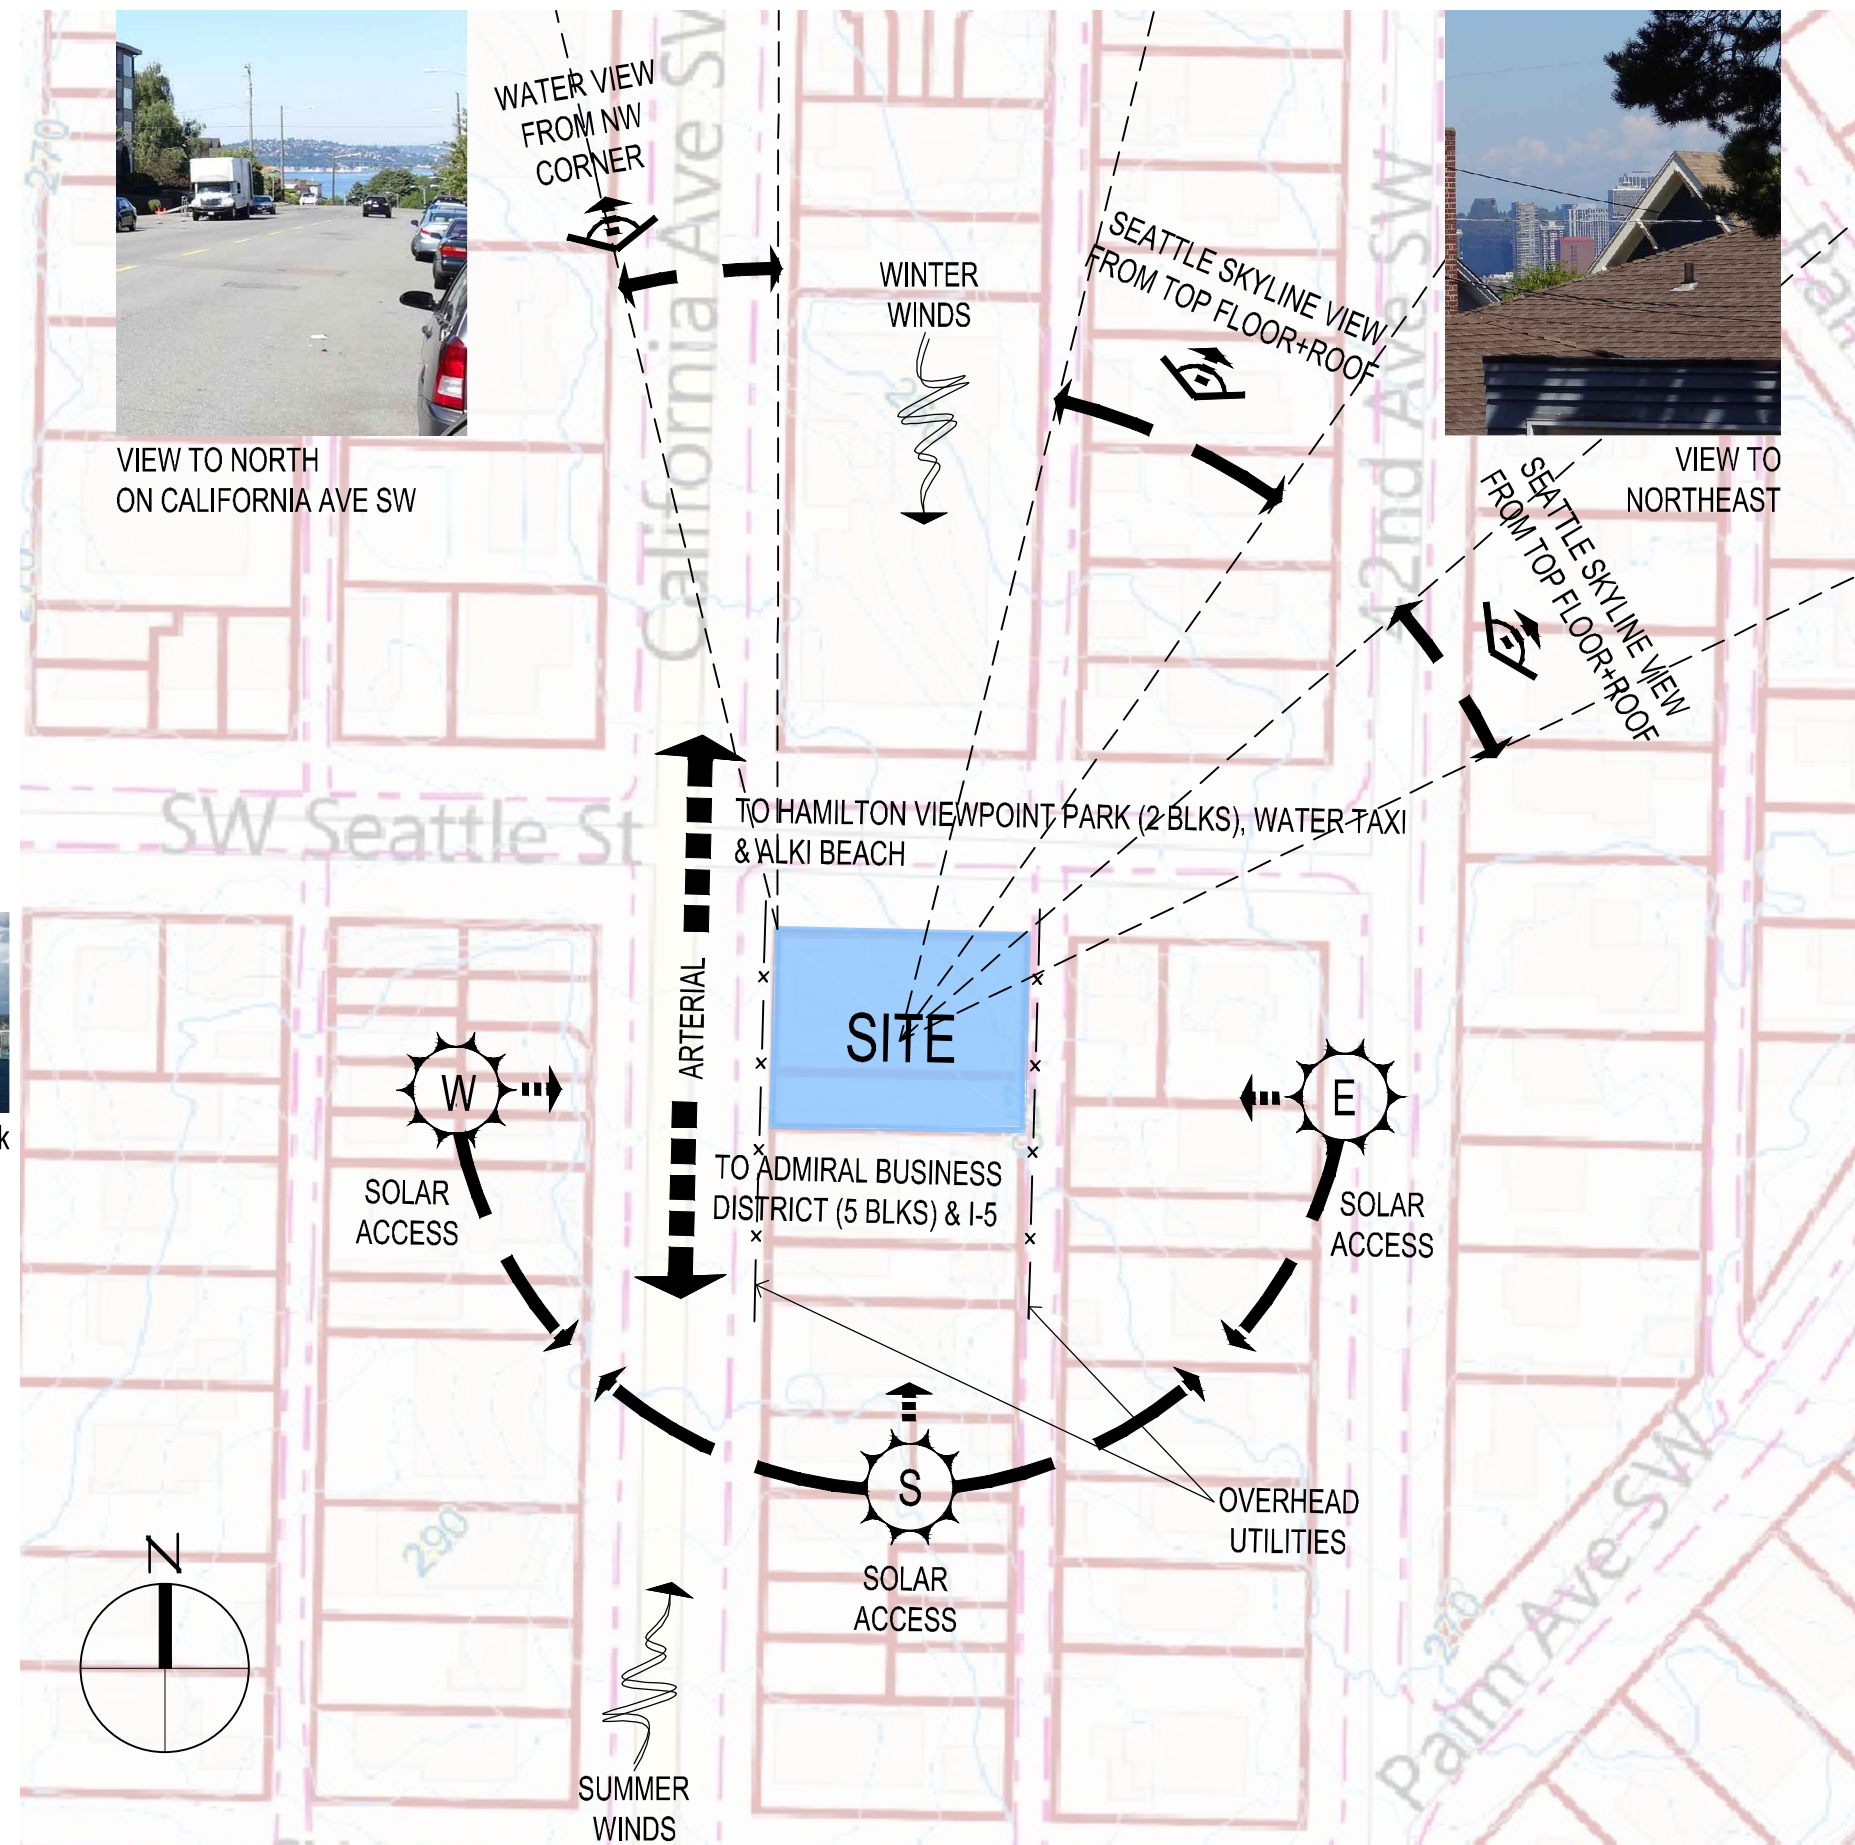 WATER VIEW
FROM NW
CORNER
California Ave SW
270
VIEW TO NORTH
ON CALIFORNIA AVE SW
WINTER
WINDS
SEATTLE SKYLINE VIEW
FROM TOP FLOOR+ROOF
42nd Ave SW
VIEW TO
NORTHEAST
SEATTLE SKYLINE VIEW
FROM TOP FLOOR+ROOF
SW Seattle St
TO HAMILTON VIEWPOINT PARK (2 BLKS), WATER TAXI
& ALKI BEACH
ARTERIAL
SITE
W
E
k
SOLAR
ACCESS
TO ADMIRAL BUSINESS
DISTRICT (5 BLKS) & I-5
SOLAR
ACCESS
S
OVERHEAD
UTILITIES
SOLAR
ACCESS
290
270
N
Palm Ave SW
SUMMER
WINDS